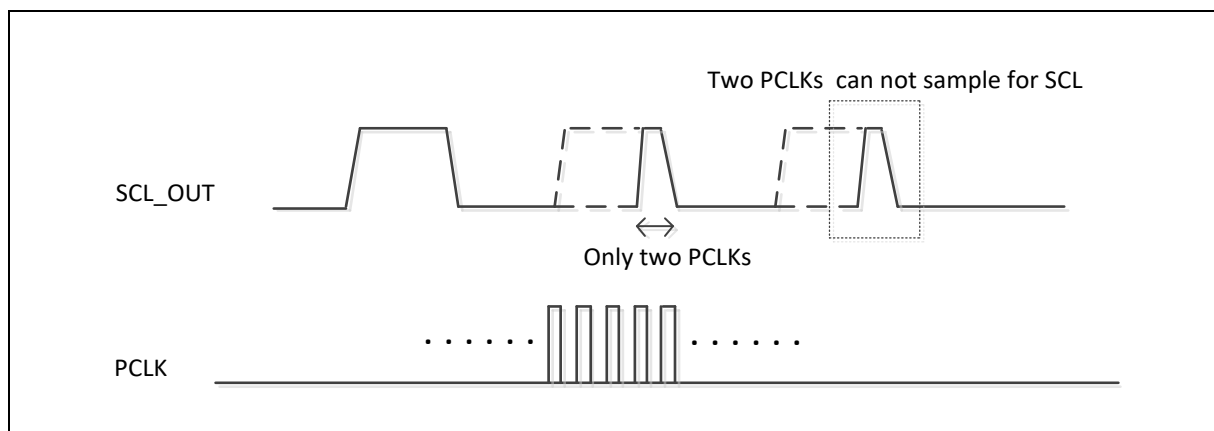 Two PCLKs can not sample for SCL
SCL_OUT
Only two PCLKs
. . . . . .
. . . . . .
PCLK